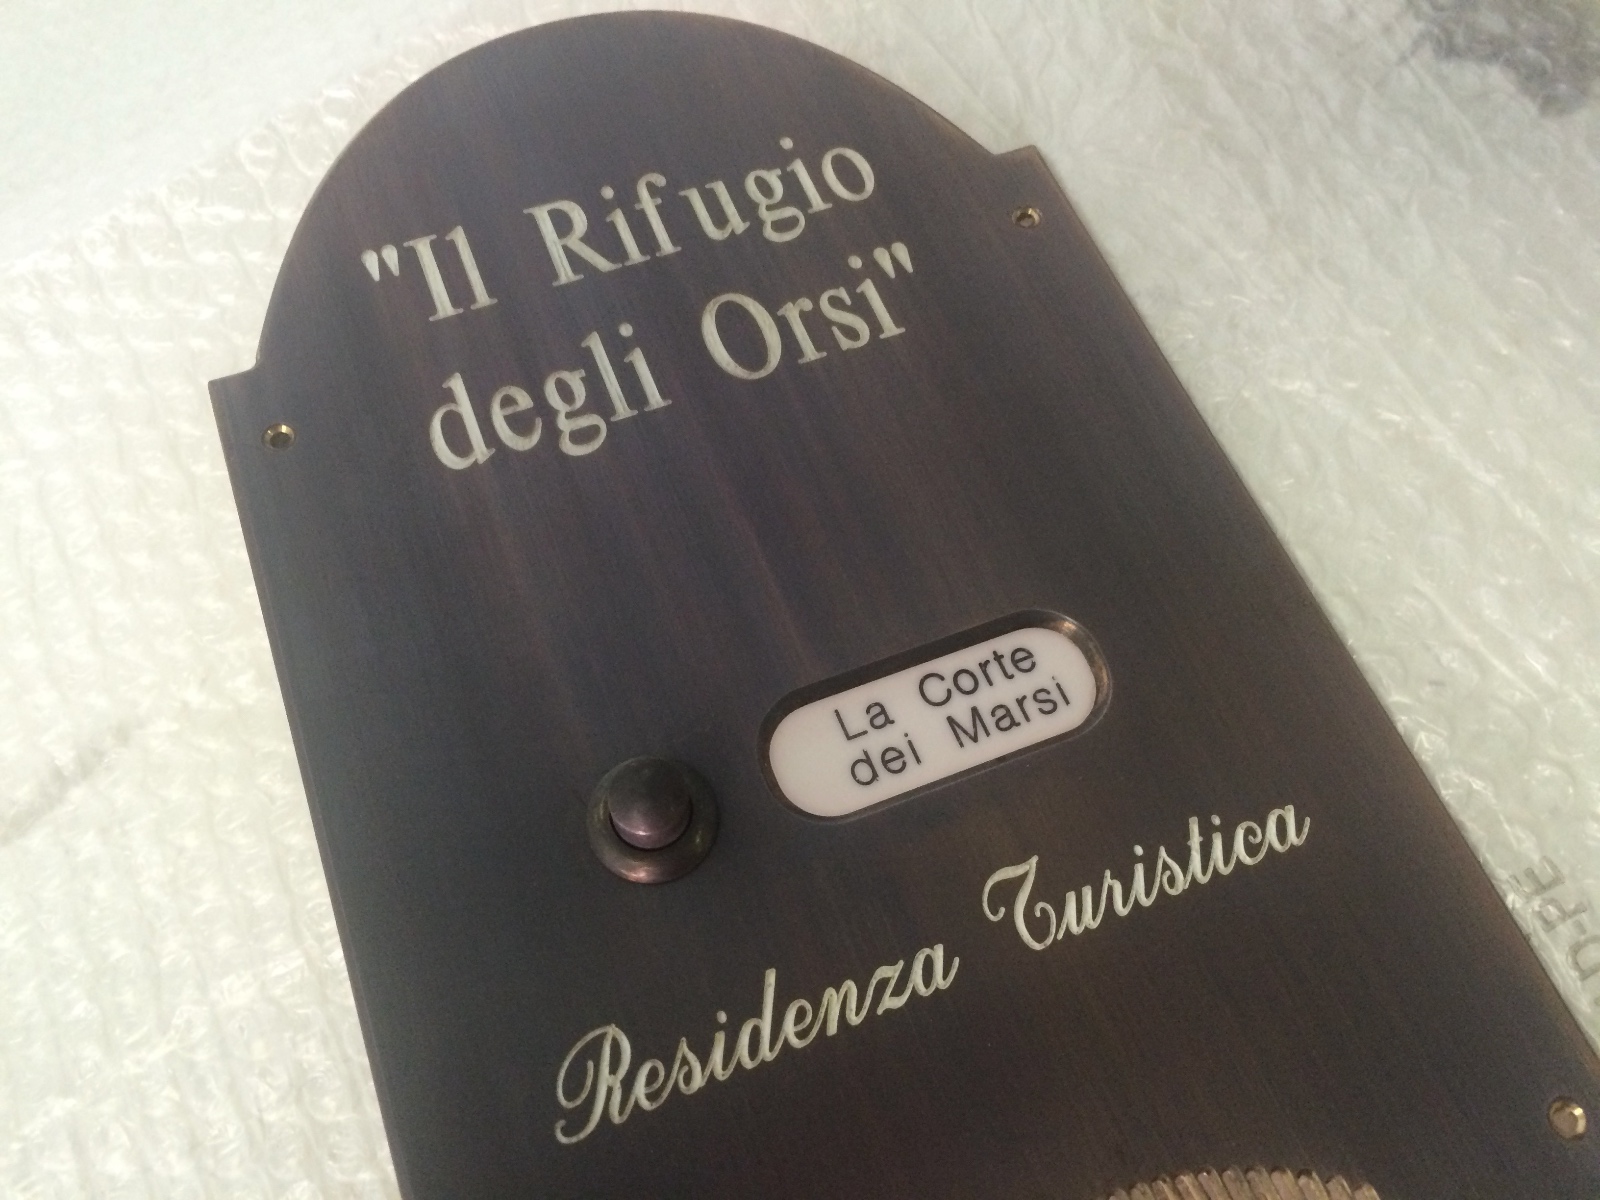 "Il Rifugio
degli Orsi"
La Corte
dei Marsi
Residenza Turistica